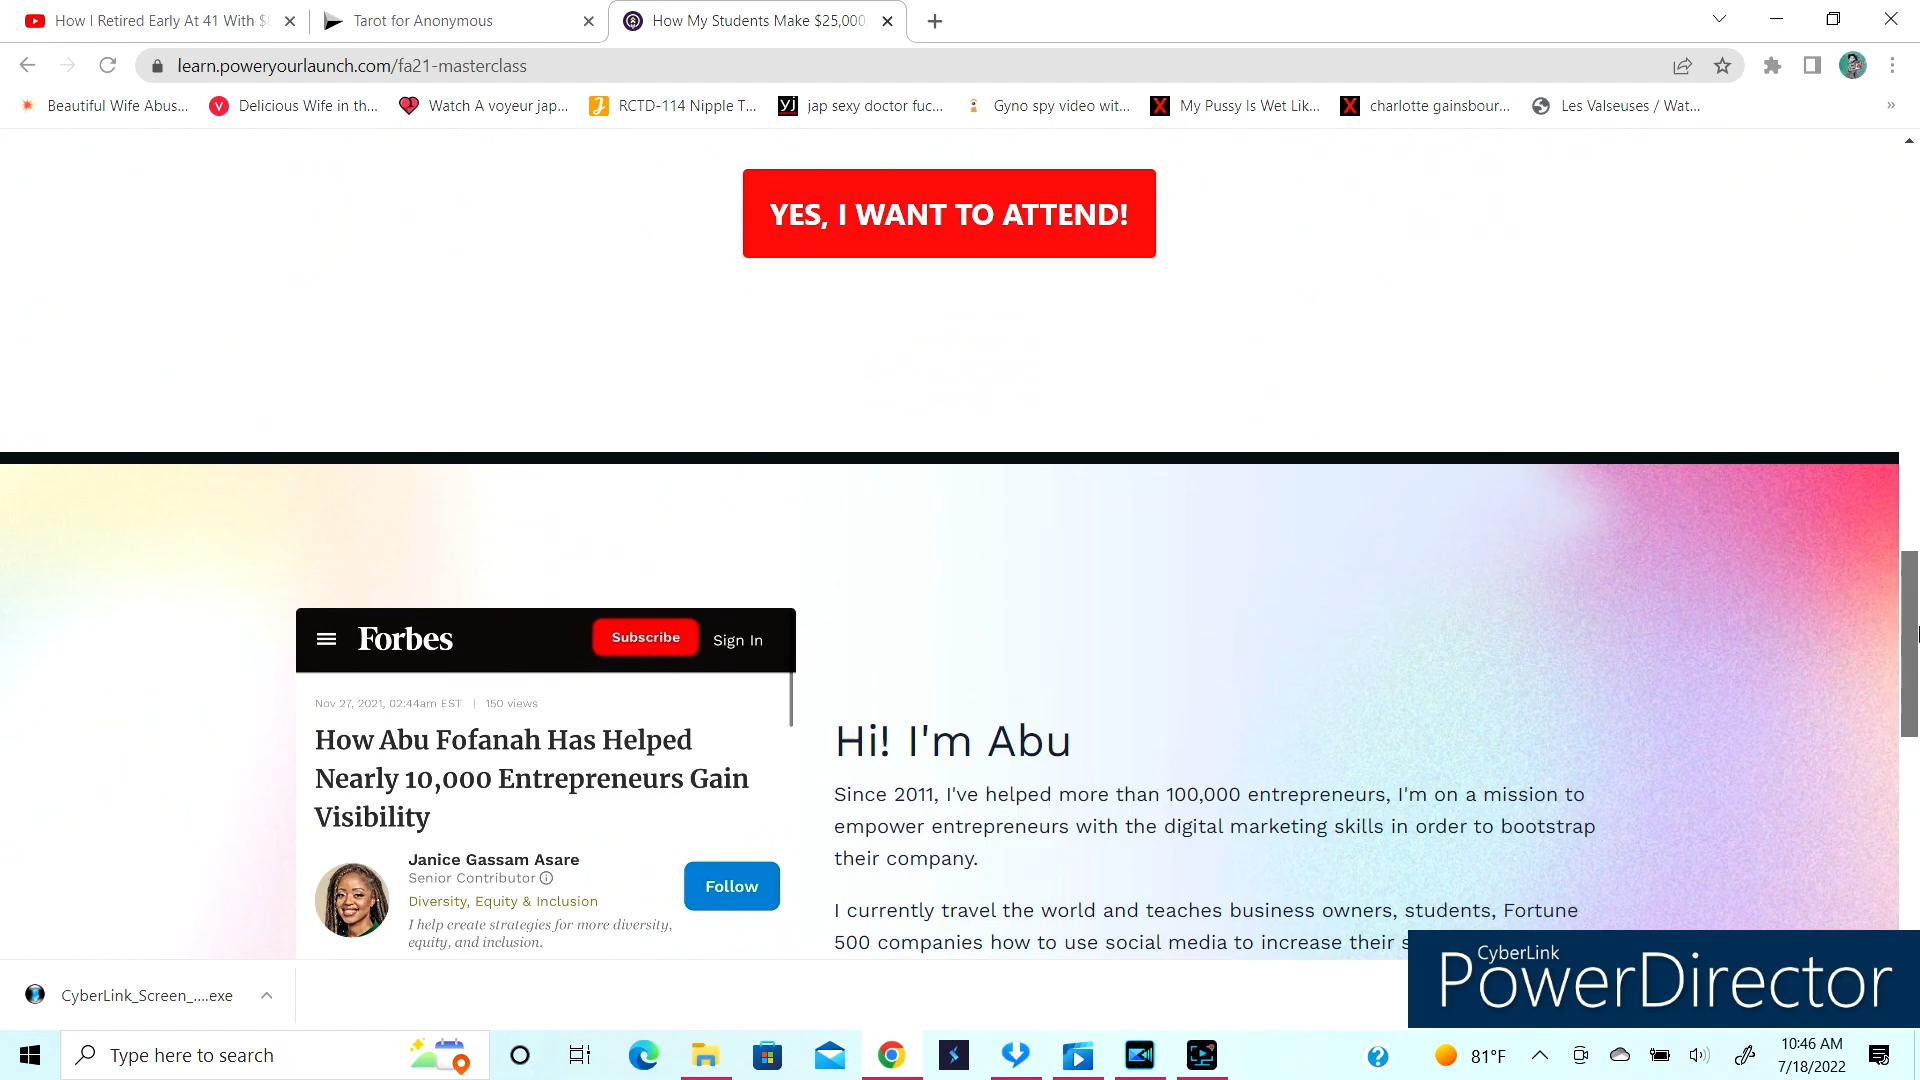 How I Retired Early At 41 With $
Tarot for Anonymous
How My Students Make $25,000
learn.poweryourlaunch.com/fa21-masterclass
Beautiful Wife Abus...
Delicious Wife in th...
Watch A voyeur jap...
RCTD-114 Nipple T...
jap sexy doctor fuc...
Gyno spy video wit...
My Pussy Is Wet Lik...
charlotte gainsbour...
Les Valseuses / Wat...
»
YES, I WANT TO ATTEND!
Forbes
Subscribe
Sign In
Nov 27, 2021, 02:44am EST | 150 views
How Abu Fofanah Has Helped
Nearly 10,000 Entrepreneurs Gain
Visibility
Janice Gassam Asare
Senior Contributor
Diversity, Equity & Inclusion
I help create strategies for more diversity,
equity, and inclusion.
Follow
Hi! I'm Abu
Since 2011, I've helped more than 100,000 entrepreneurs, I'm on a mission to
empower entrepreneurs with the digital marketing skills in order to bootstrap
their company.
I currently travel the world and teaches business owners, students, Fortune
500 companies how to use social media to increase their
CyberLink
PowerDirector
CyberLink_Screen_....exe
Type here to search
81°F
10:46 AM
7/18/2022